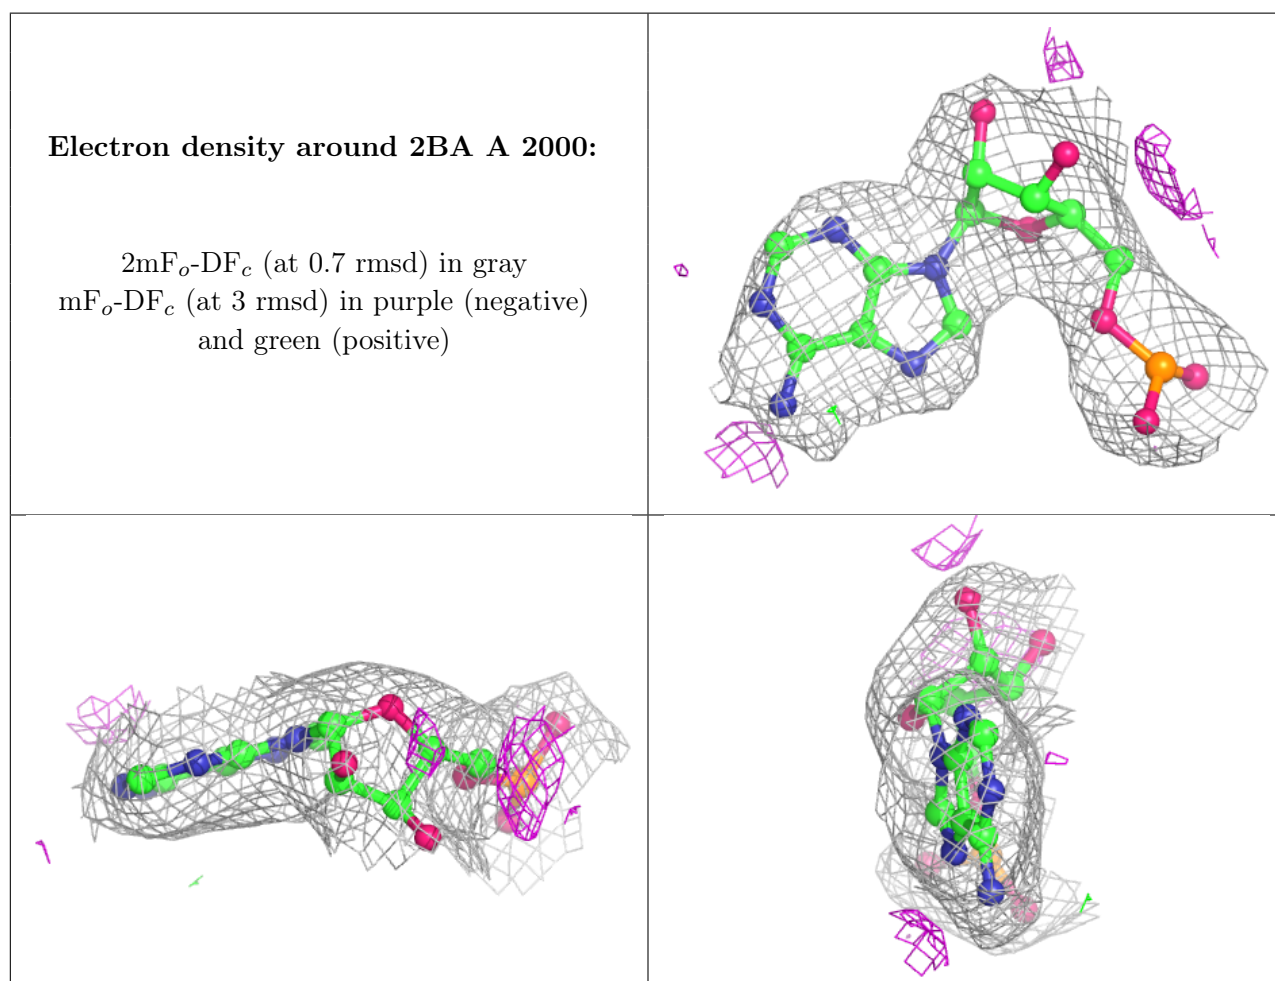 Electron density around 2BA A 2000:
2mFo-DFc (at 0.7 rmsd) in gray
mFo-DFc (at 3 rmsd) in purple (negative)
and green (positive)